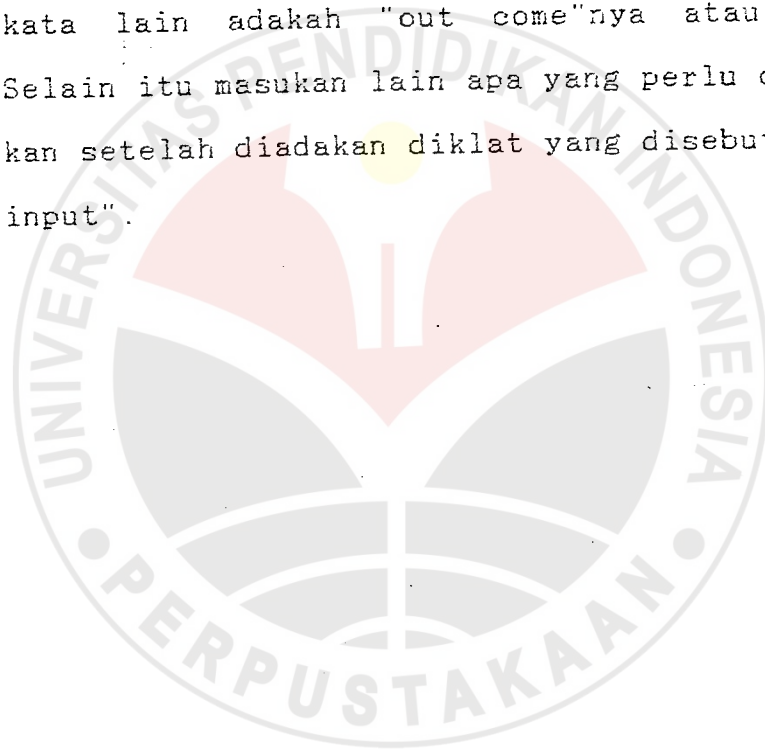 kata lain adakah "out come"nya atau
Selain itu masukan lain apa yang perlu
kan setelah diadakan diklat yang disebu
input".
UNIVERSITAS PENDIDIKAN INDONESIA
PERPUSTAKAAN